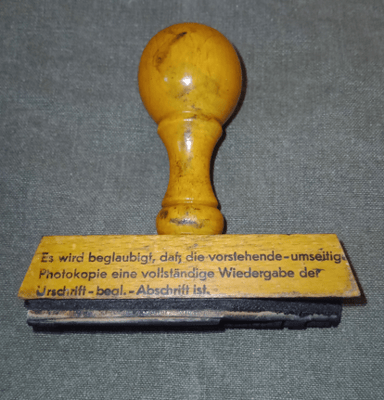 Es wird beglaubigt, daß die vorstehende-umseitig.
Photokopie eine vollständige Wiedergabe der
Urschrift-begl.-Abschrift ist.